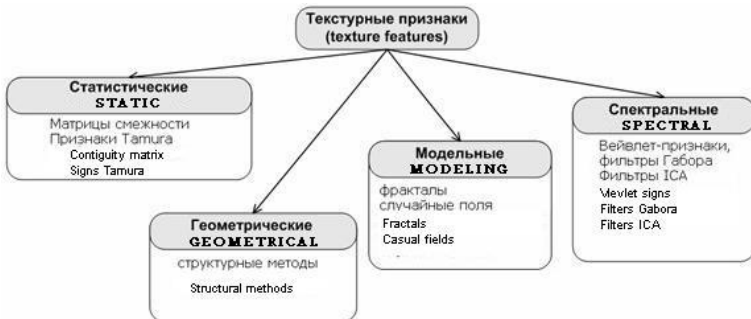 Текстурные признаки
(texture features)
Статистические
STATIC
Матрицы смежности
Признаки Tamura
Contiguity matrix
Signs Tamura
Геометрические
GEOMETRICAL
структурные методы
Structural methods
Модельные
MODELING
фракталы
случайные поля
Fractals
Casual fields
Спектральные
SPECTRAL
Вейвлет-признаки,
фильтры Габора
Фильтры ICA
Mevlet signs
Filters Gabora
Filters ICA